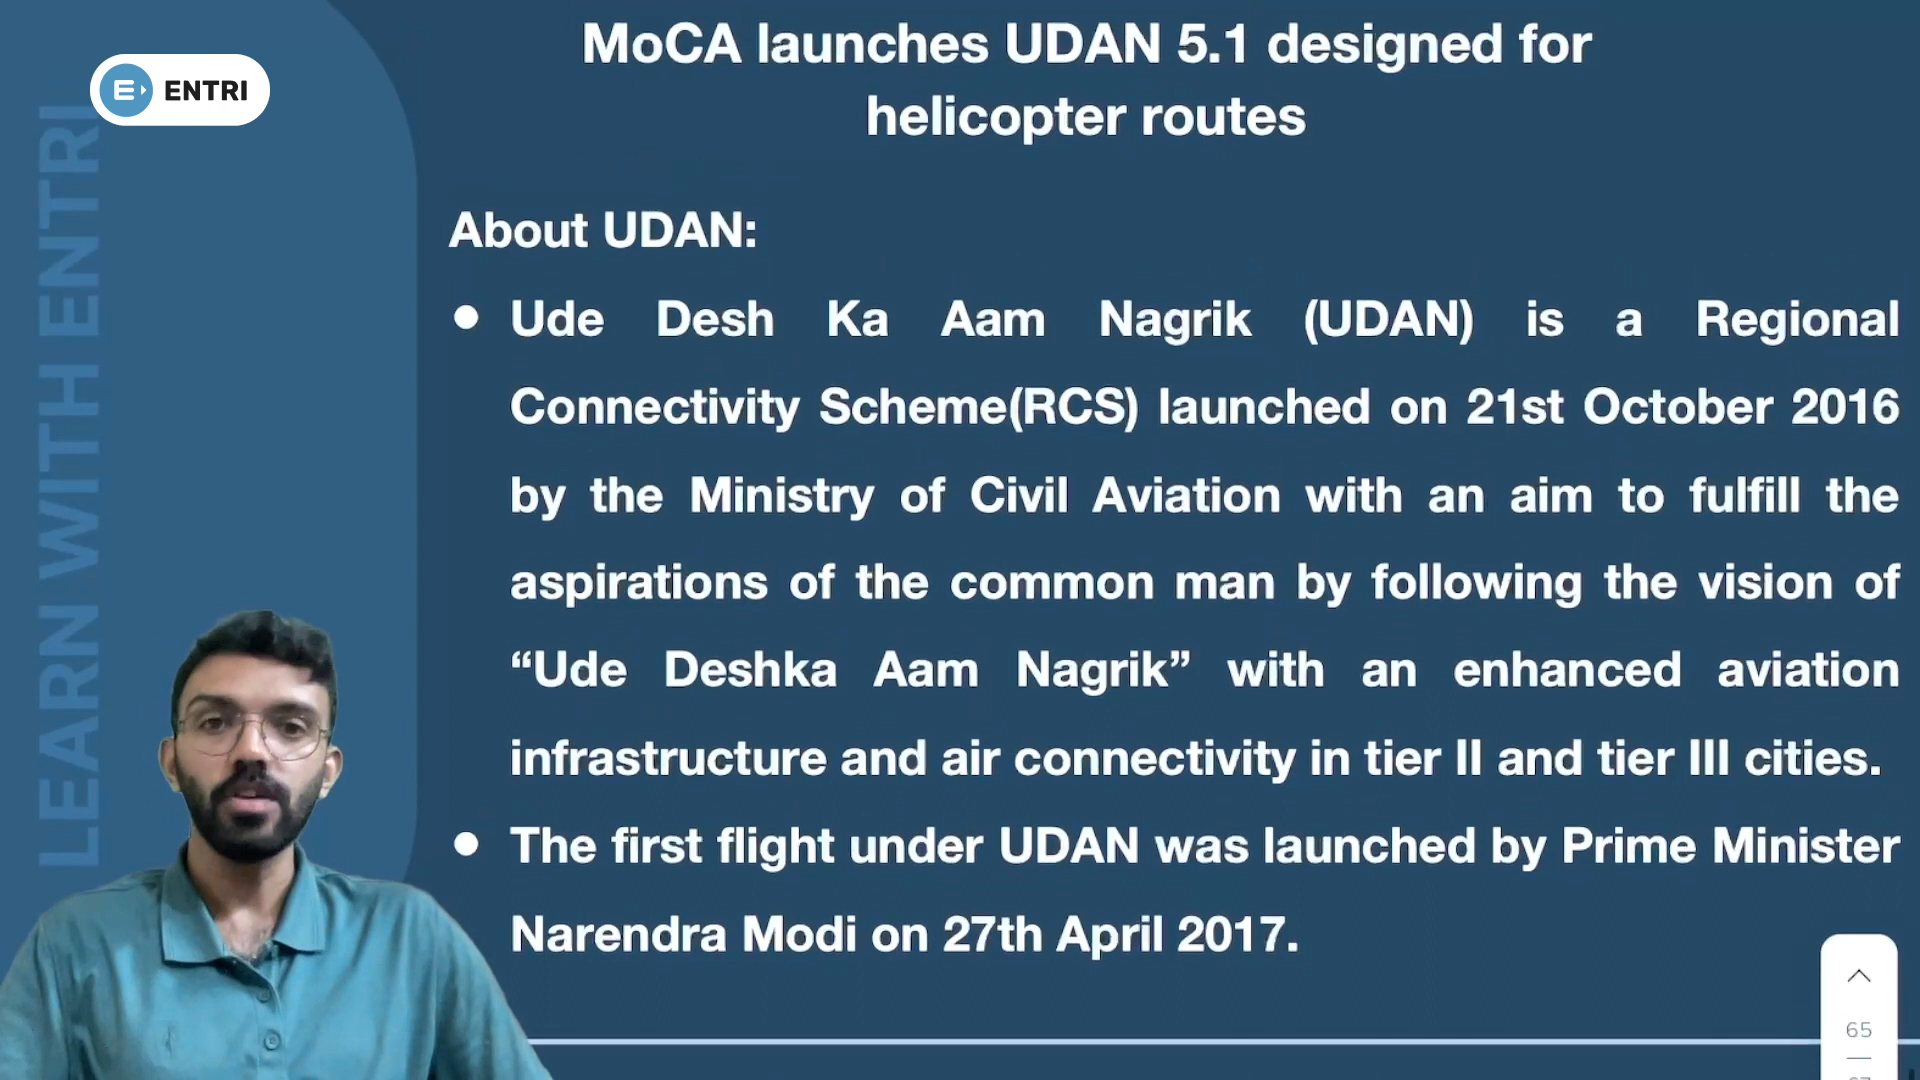 MoCA launches UDAN 5.1 designed for
helicopter routes
ENTRI
LEARN WITH ENTRI
About UDAN:
● Ude Desh Ka Aam Nagrik (UDAN) is a Regional
Connectivity Scheme(RCS) launched on 21st October 2016
by the Ministry of Civil Aviation with an aim to fulfill the
aspirations of the common man by following the vision of
“Ude Deshka Aam Nagrik” with an enhanced aviation
infrastructure and air connectivity in tier II and tier III cities.
● The first flight under UDAN was launched by Prime Minister
Narendra Modi on 27th April 2017.
65